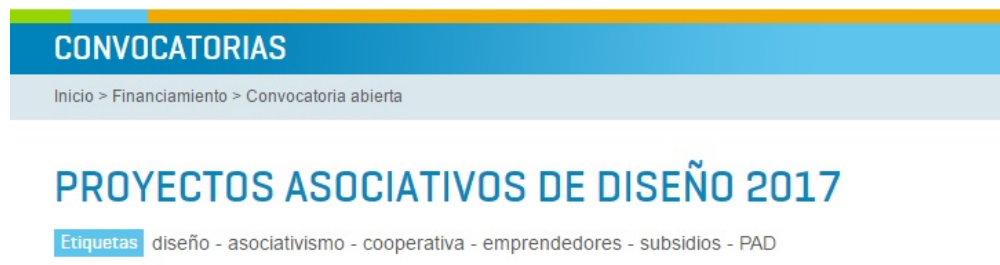 CONVOCATORIAS
Inicio > Financiamiento > Convocatoria abierta
PROYECTOS ASOCIATIVOS DE DISEÑO 2017
Etiquetas diseño - asociativismo - cooperativa - emprendedores - subsidios - PAD